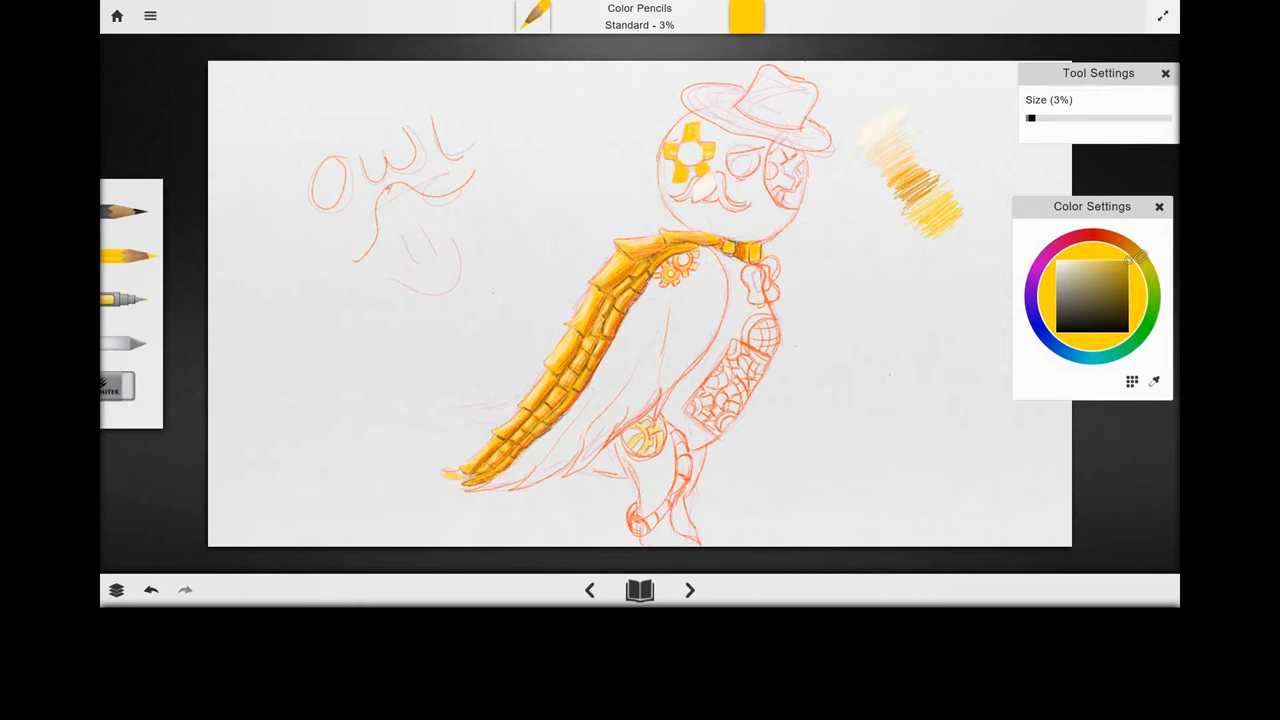 Color Pencils
Standard - 3%
Tool Settings
Size (3%)
owl
Color Settings